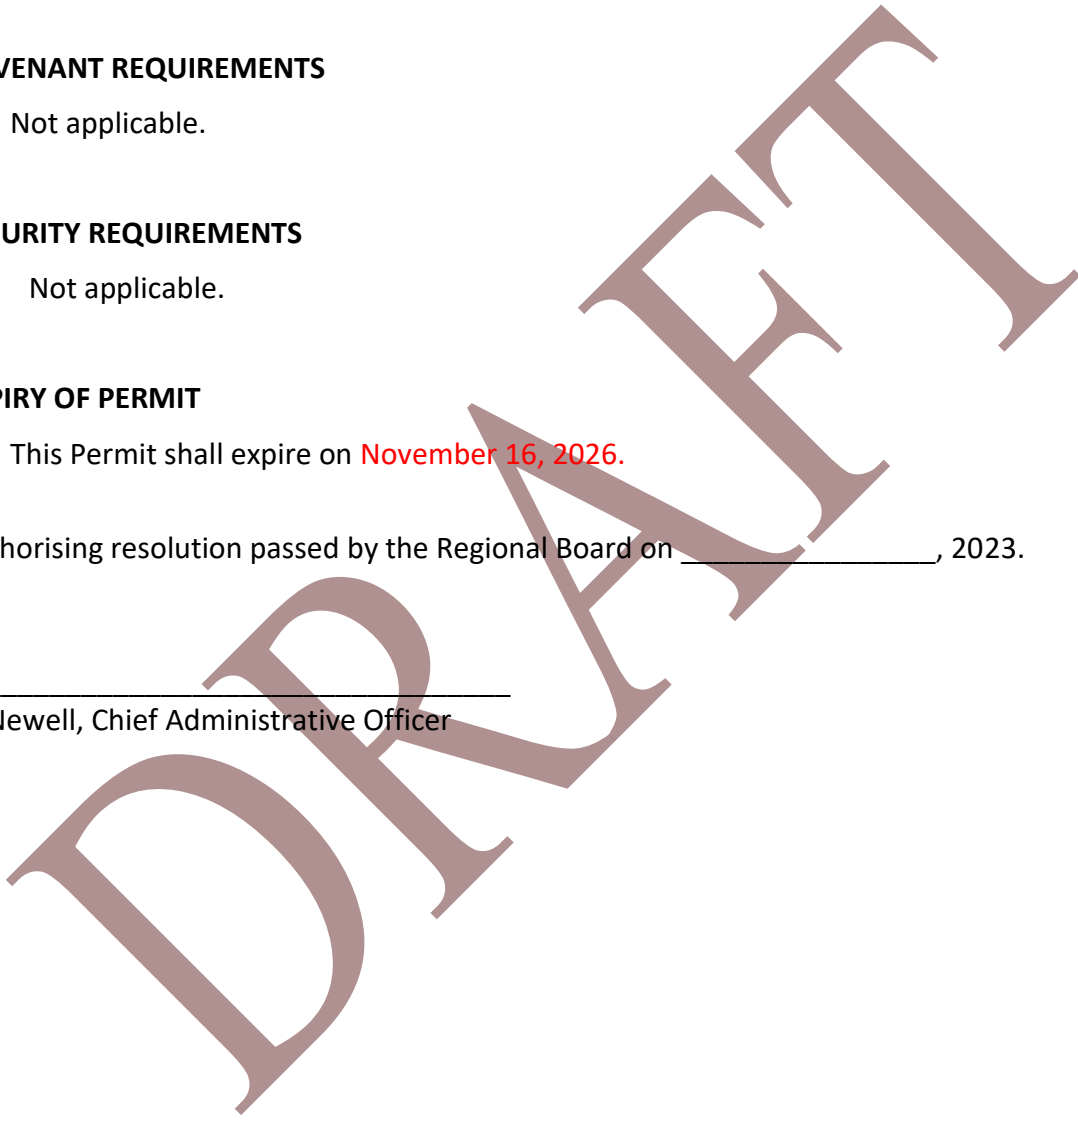 VENANT REQUIREMENTS
Not applicable.
URITY REQUIREMENTS
Not applicable.
PIRY OF PERMIT
This Permit shall expire on November 16, 2026.
horising resolution passed by the Regional Board on ________________, 2023.
________________________________
Newell, Chief Administrative Officer
DRAFT